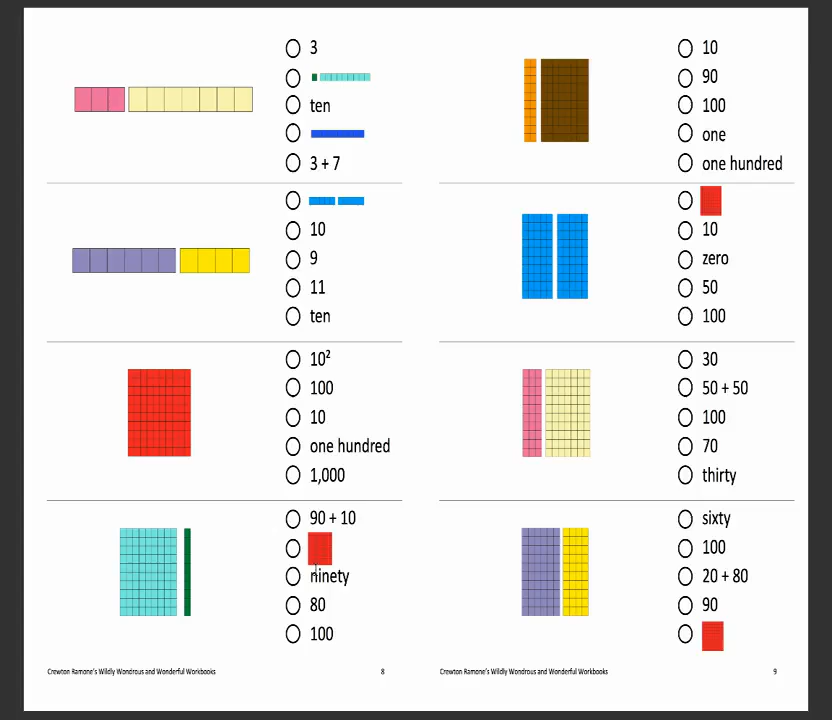 3
ten
3 + 7
10
9
11
ten
10²
100
10
one hundred
1,000
90 + 10
ninety
80
100
Crewton Ramone's Wildly Wondrous and Wonderful Workbooks 8
10
90
100
one
one hundred
10
zero
50
100
30
50 + 50
100
70
thirty
sixty
100
20 + 80
90
Crewton Ramone's Wildly Wondrous and Wonderful Workbooks 9